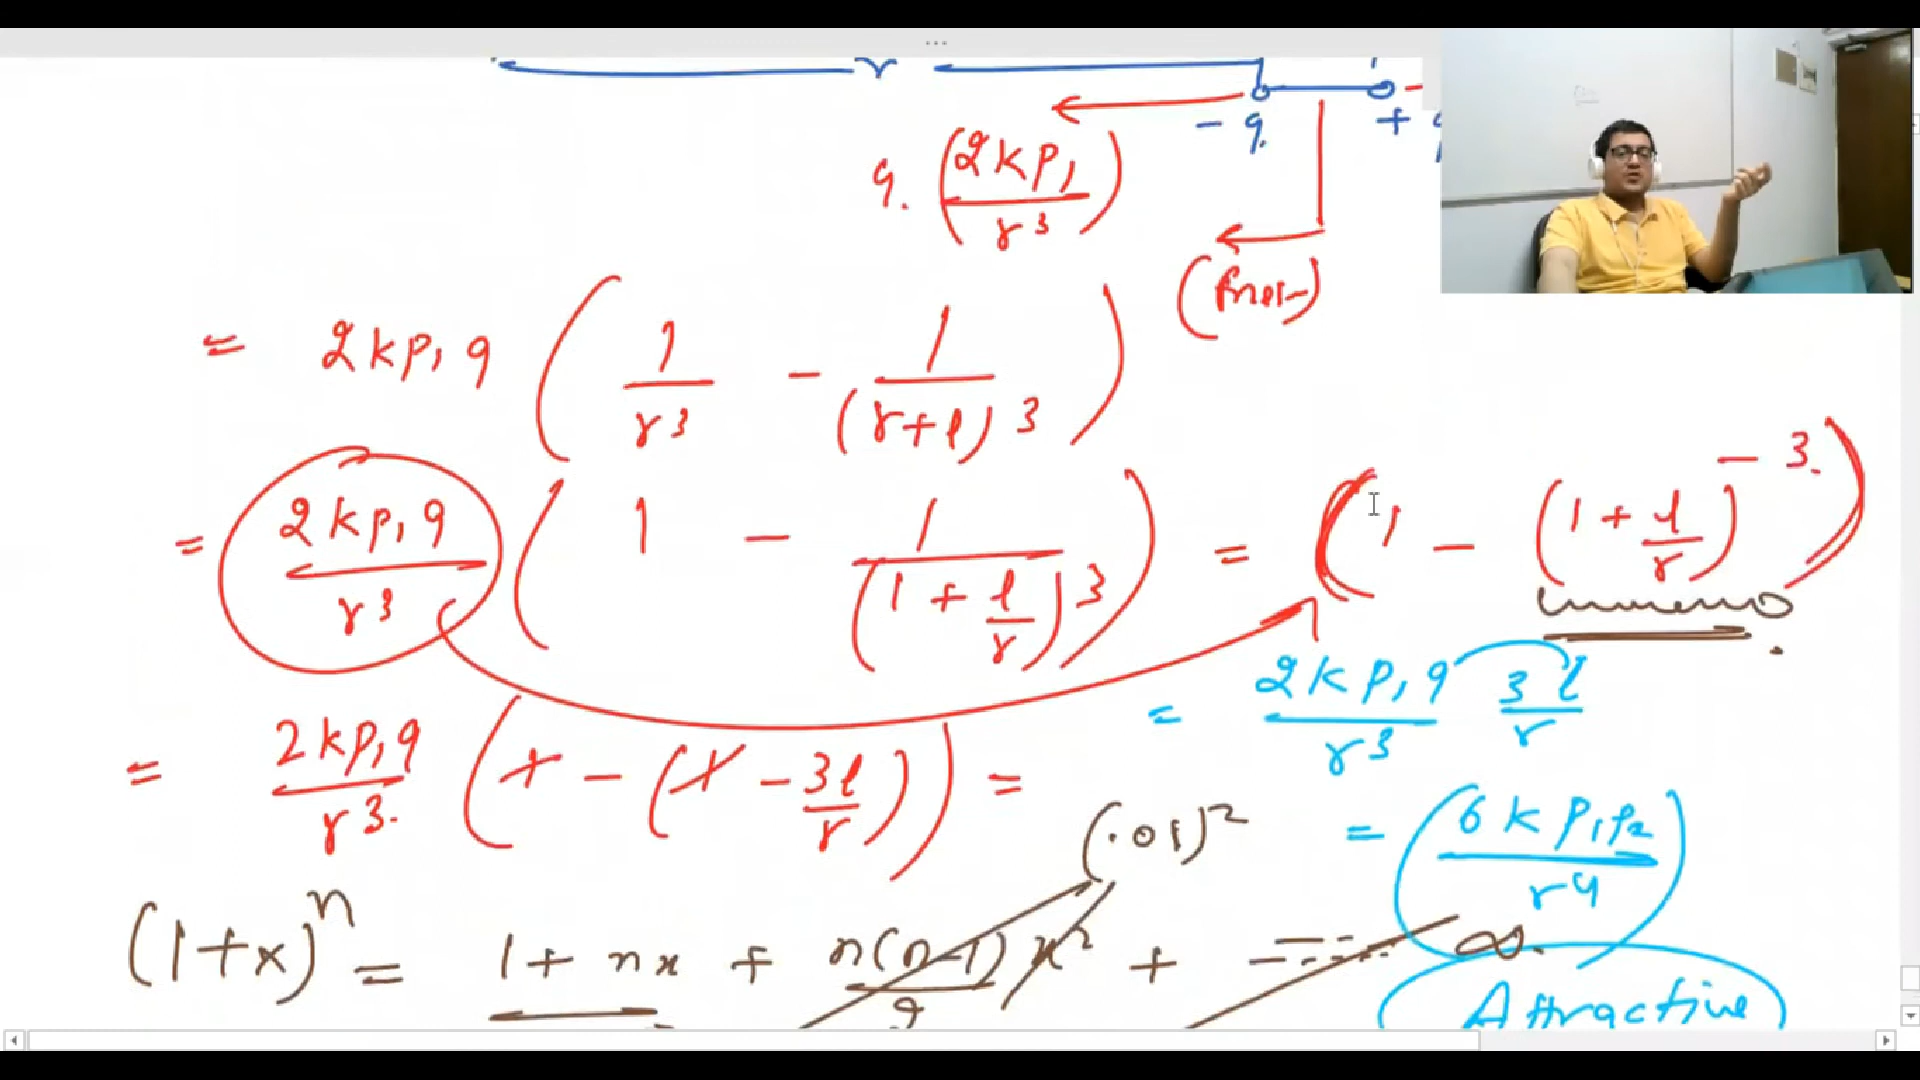 r
- q + q
q. (2kp₁/r³)
(Fnet)
= 2kp₁q (1/r³ - 1/(r+l)³)
= 2kp₁q/r³ (1 - 1/(1+l/r)³) = (1 - (1+l/r)⁻³)
= 2kp₁q/r³ 3l/r
= 2kp₁q/r³ (1 - (1 - 3l/r)) =
(.01)²
= (6kp₁p₂/r⁴)
(1+x)ⁿ = 1 + nx + n(n-1)/2 x² + ----- ∞.
Attractive